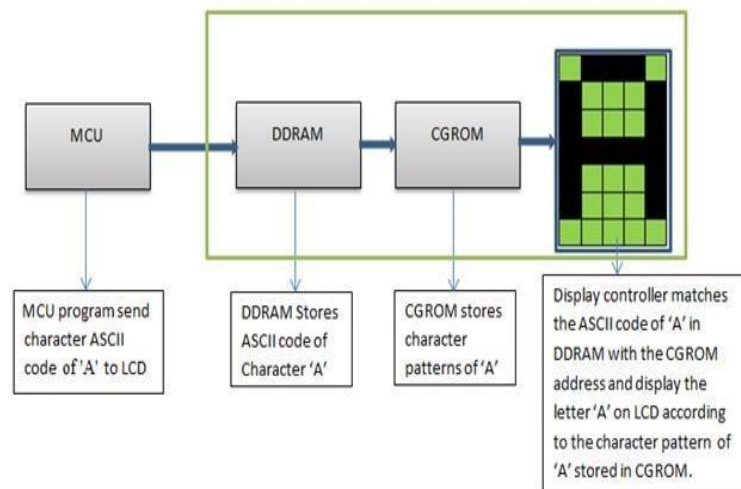 MCU
DDRAM
CGROM
MCU program send
character ASCII
code of 'A' to LCD
DDRAM Stores
ASCII code of
Character ‘A’
CGROM stores
character
patterns of ‘A’
Display controller matches
the ASCII code of ‘A’ in
DDRAM with the CGROM
address and display the
letter ‘A’ on LCD according
to the character pattern of
‘A’ stored in CGROM.